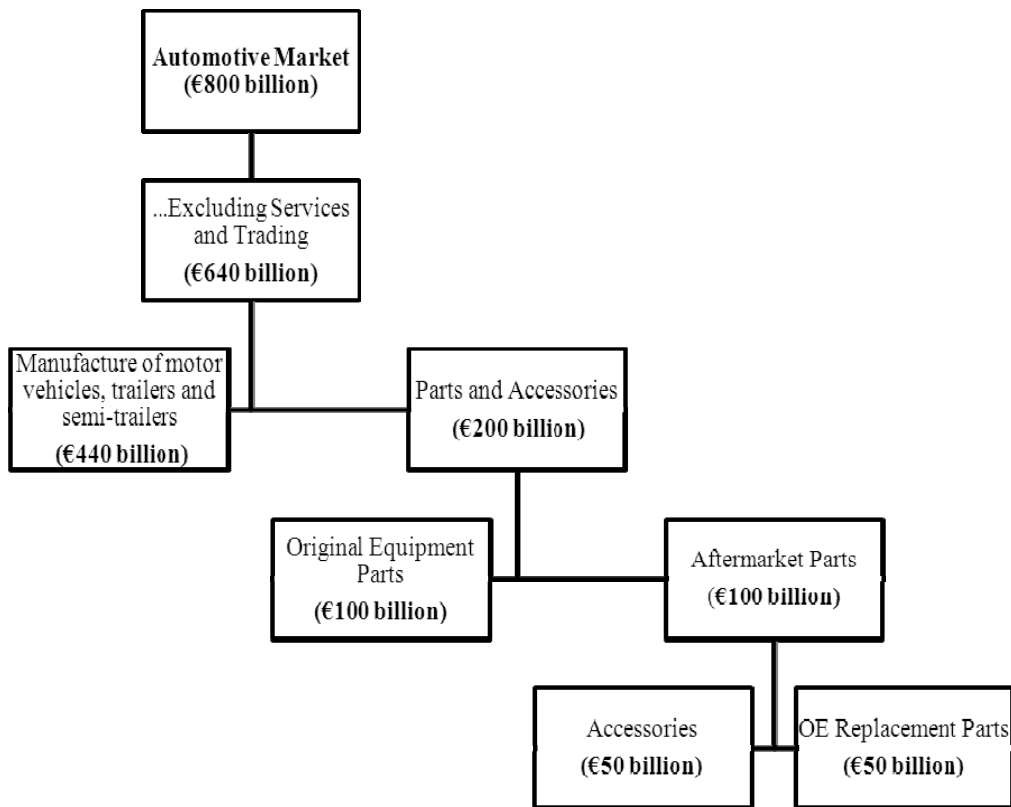 Automotive Market
(€800 billion)
...Excluding Services
and Trading
(€640 billion)
Manufacture of motor
vehicles, trailers and
semi-trailers
(€440 billion)
Parts and Accessories
(€200 billion)
Original Equipment
Parts
(€100 billion)
Aftermarket Parts
(€100 billion)
Accessories
(€50 billion)
OE Replacement Parts
(€50 billion)